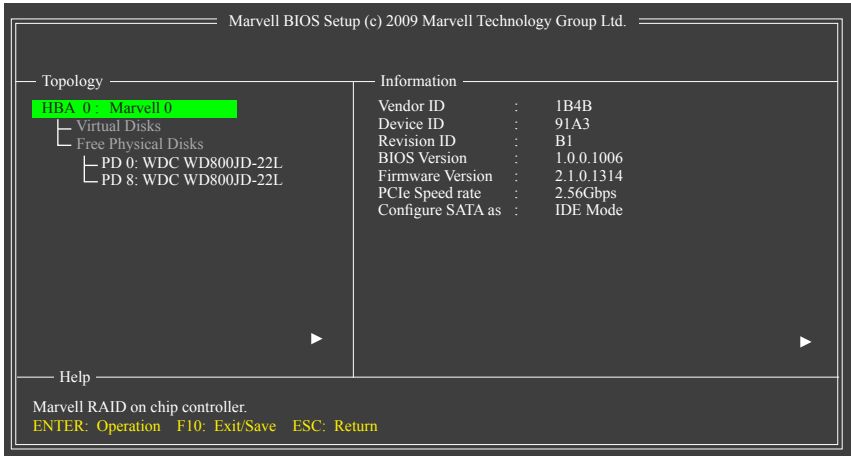 Marvell BIOS Setup (c) 2009 Marvell Technology Group Ltd.
Topology
HBA 0 : Marvell 0
Virtual Disks
Free Physical Disks
PD 0: WDC WD800JD-22L
PD 8: WDC WD800JD-22L
Information
Vendor ID : 1B4B
Device ID : 91A3
Revision ID : B1
BIOS Version : 1.0.0.1006
Firmware Version : 2.1.0.1314
PCIe Speed rate : 2.56Gbps
Configure SATA as : IDE Mode
Help
Marvell RAID on chip controller.
ENTER: Operation F10: Exit/Save ESC: Return